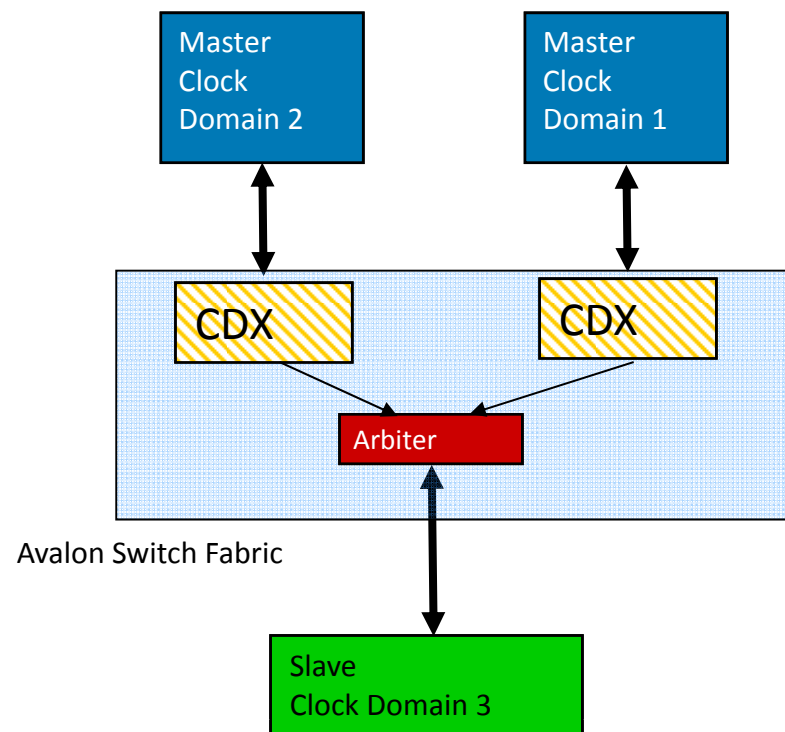 Master
Clock
Domain 2
Master
Clock
Domain 1
CDX
CDX
Arbiter
Avalon Switch Fabric
Slave
Clock Domain 3